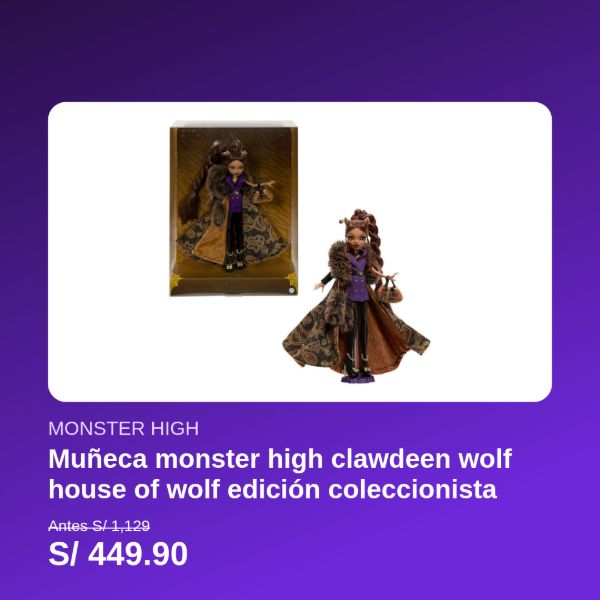 MONSTER HIGH
Muñeca monster high clawdeen wolf
house of wolf edición coleccionista
Antes S/ 1,129
S/ 449.90